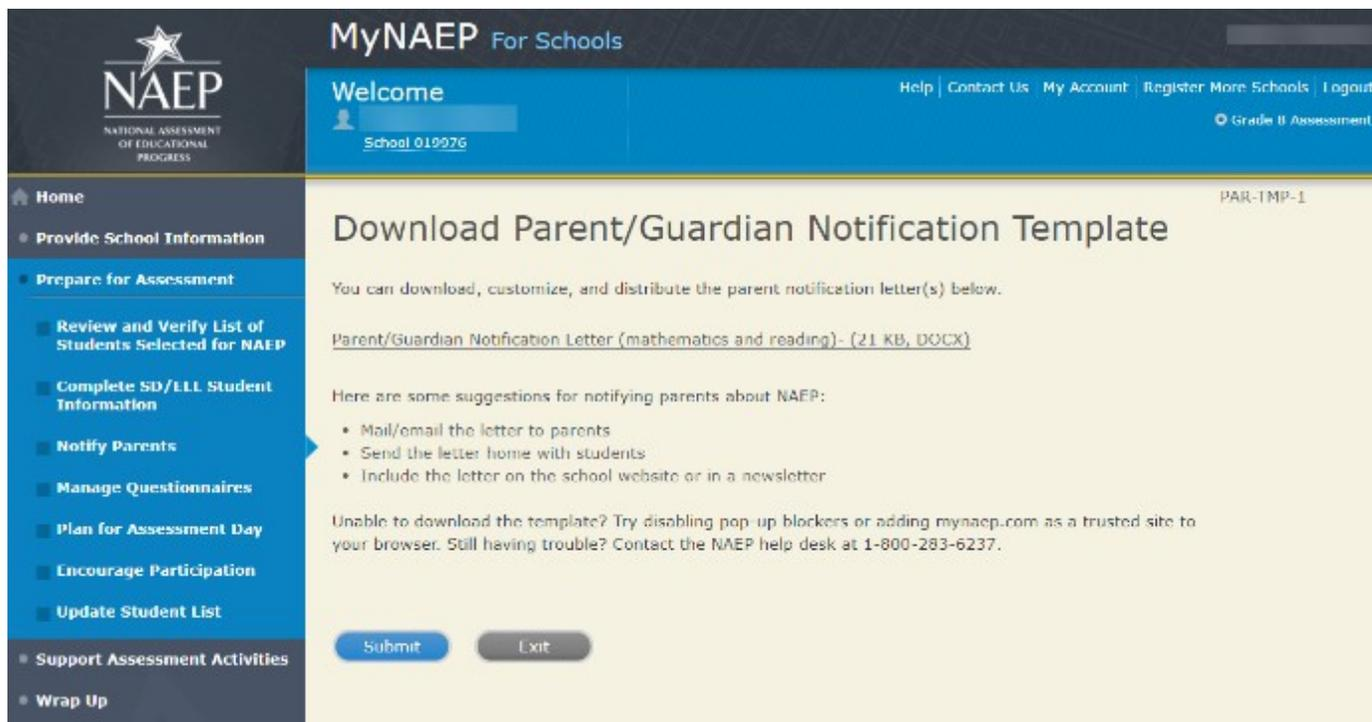 MyNAEP For Schools
NAEP
NATIONAL ASSESSMENT
OF EDUCATIONAL
PROGRESS
Welcome
School 019976
Help | Contact Us | My Account | Register More Schools | Logout
Grade 8 Assessment
Home
Provide School Information
Prepare for Assessment
Review and Verify List of
Students Selected for NAEP
Complete SD/ELL Student
Information
Notify Parents
Manage Questionnaires
Plan for Assessment Day
Encourage Participation
Update Student List
Support Assessment Activities
Wrap Up
PAR-TMP-1
Download Parent/Guardian Notification Template
You can download, customize, and distribute the parent notification letter(s) below.
Parent/Guardian Notification Letter (mathematics and reading)- (21 KB, DOCX)
Here are some suggestions for notifying parents about NAEP:
• Mail/email the letter to parents
• Send the letter home with students
• Include the letter on the school website or in a newsletter
Unable to download the template? Try disabling pop-up blockers or adding mynaep.com as a trusted site to
your browser. Still having trouble? Contact the NAEP help desk at 1-800-283-6237.
Submit
Exit